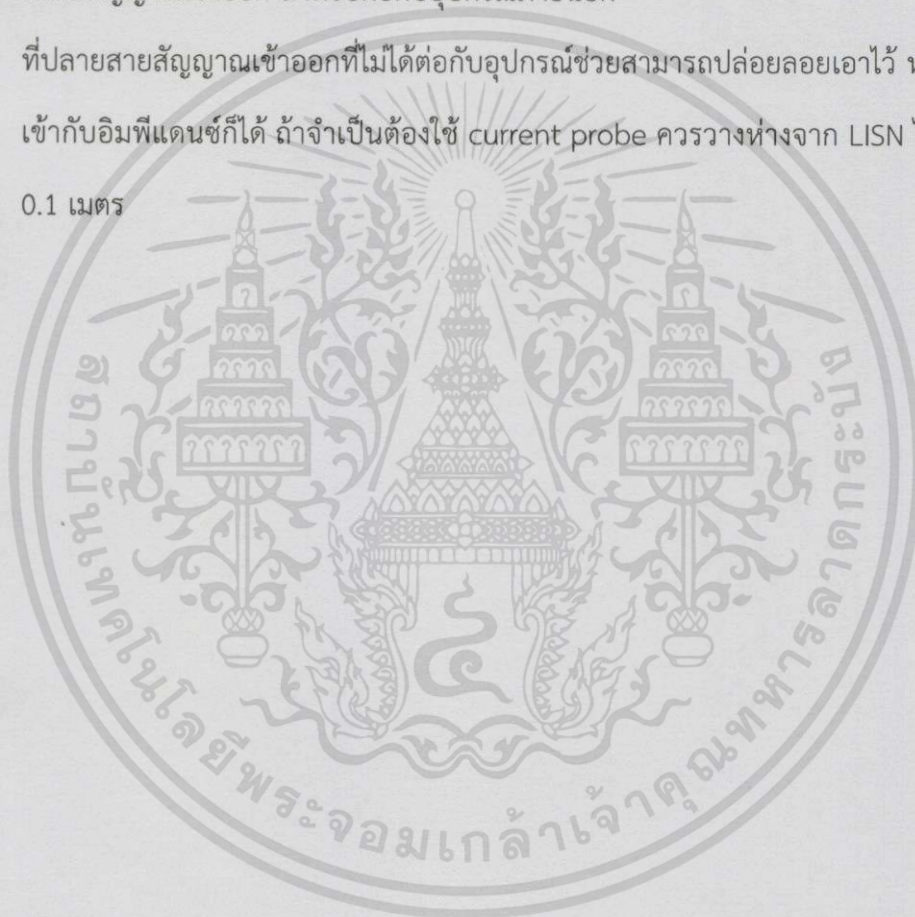 ที่ปลายสายสัญญาณเข้าออกที่ไม่ได้ต่อกับอุปกรณ์ช่วยสามารถปล่อยลอยเอาไว้
เข้ากับอิมพีแดนซ์ก็ได้ ถ้าจำเป็นต้องใช้ current probe ควรวางห่างจาก LISN
0.1 เมตร
สถาบันเทคโนโลยีพระจอมเกล้าเจ้าคุณทหารลาดกระบัง